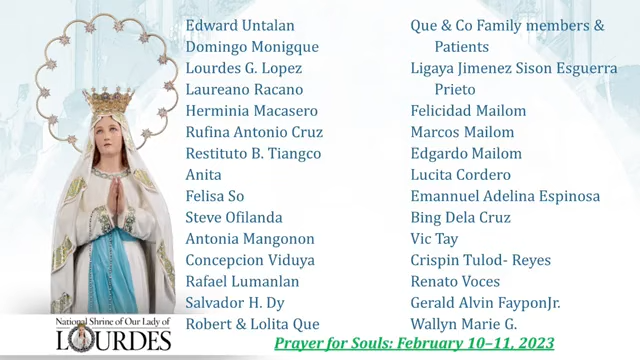 Edward Untalan
Domingo Monigque
Lourdes G. Lopez
Laureano Racano
Herminia Macasero
Rufina Antonio Cruz
Restituto B. Tiangco
Anita
Felisa So
Steve Ofilanda
Antonia Mangonon
Concepcion Viduya
Rafael Lumanlan
Salvador H. Dy
Robert & Lolita Que
Que & Co Family members &
Patients
Ligaya Jimenez Sison Esguerra
Prieto
Felicidad Mailom
Marcos Mailom
Edgardo Mailom
Lucita Cordero
Emannuel Adelina Espinosa
Bing Dela Cruz
Vic Tay
Crispin Tulod- Reyes
Renato Voces
Gerald Alvin FayponJr.
Wallyn Marie G.
National Shrine of Our Lady of
LOURDES
Prayer for Souls: February 10–11, 2023